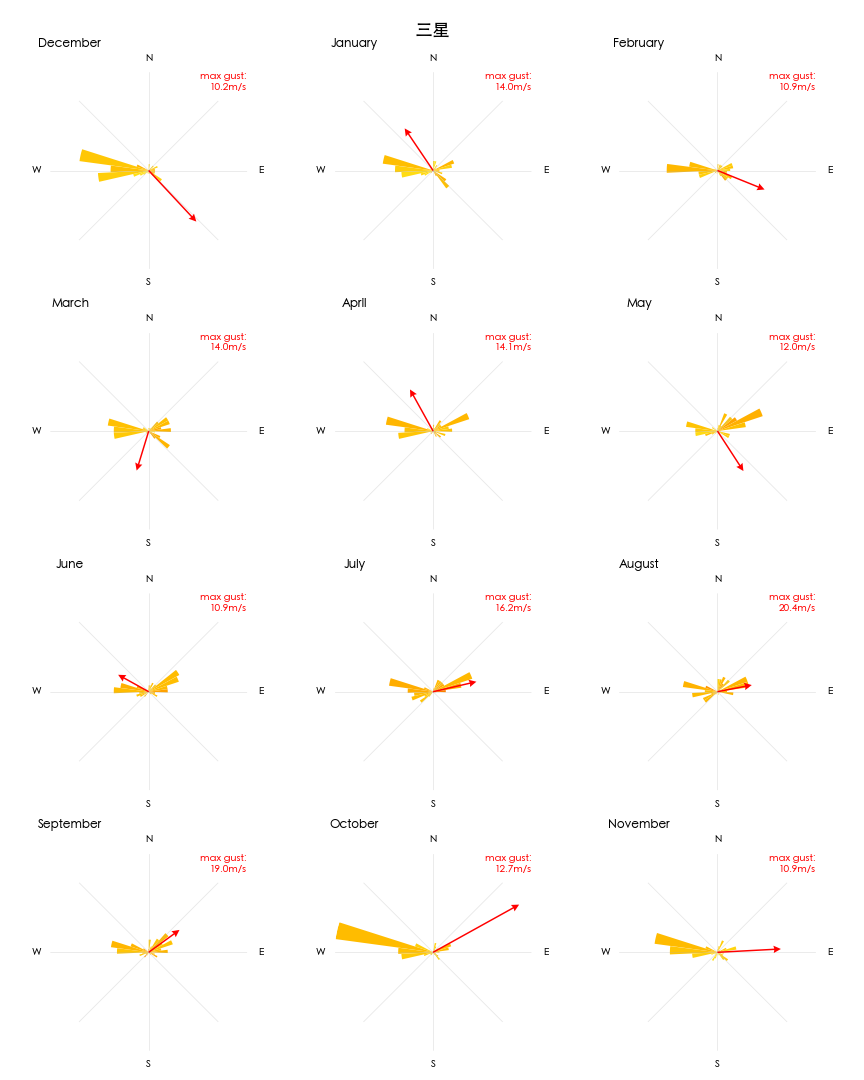 三星
December
N
max gust:
10.2m/s
W
E
S
January
N
max gust:
14.0m/s
W
E
S
February
N
max gust:
10.9m/s
W
E
S
March
N
max gust:
14.0m/s
W
E
S
April
N
max gust:
14.1m/s
W
E
S
May
N
max gust:
12.0m/s
W
E
S
June
N
max gust:
10.9m/s
W
E
S
July
N
max gust:
16.2m/s
W
E
S
August
N
max gust:
20.4m/s
W
E
S
September
N
max gust:
19.0m/s
W
E
S
October
N
max gust:
12.7m/s
W
E
S
November
N
max gust:
10.9m/s
W
E
S